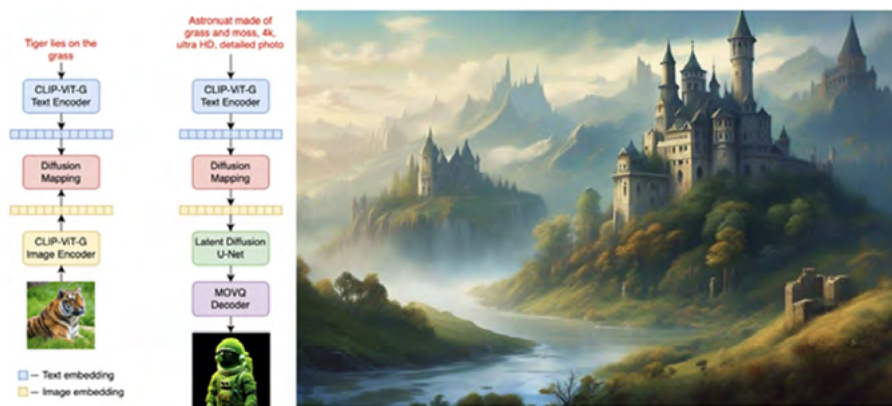 Tiger lies on the
grass
CLIP-ViT-G
Text Encoder
Diffusion
Mapping
CLIP-ViT-G
Image Encoder
Astronuat made of
grass and moss, 4k,
ultra HD, detailed photo
CLIP-ViT-G
Text Encoder
Diffusion
Mapping
Latent Diffusion
U-Net
MOVQ
Decoder
— Text embedding
— Image embedding